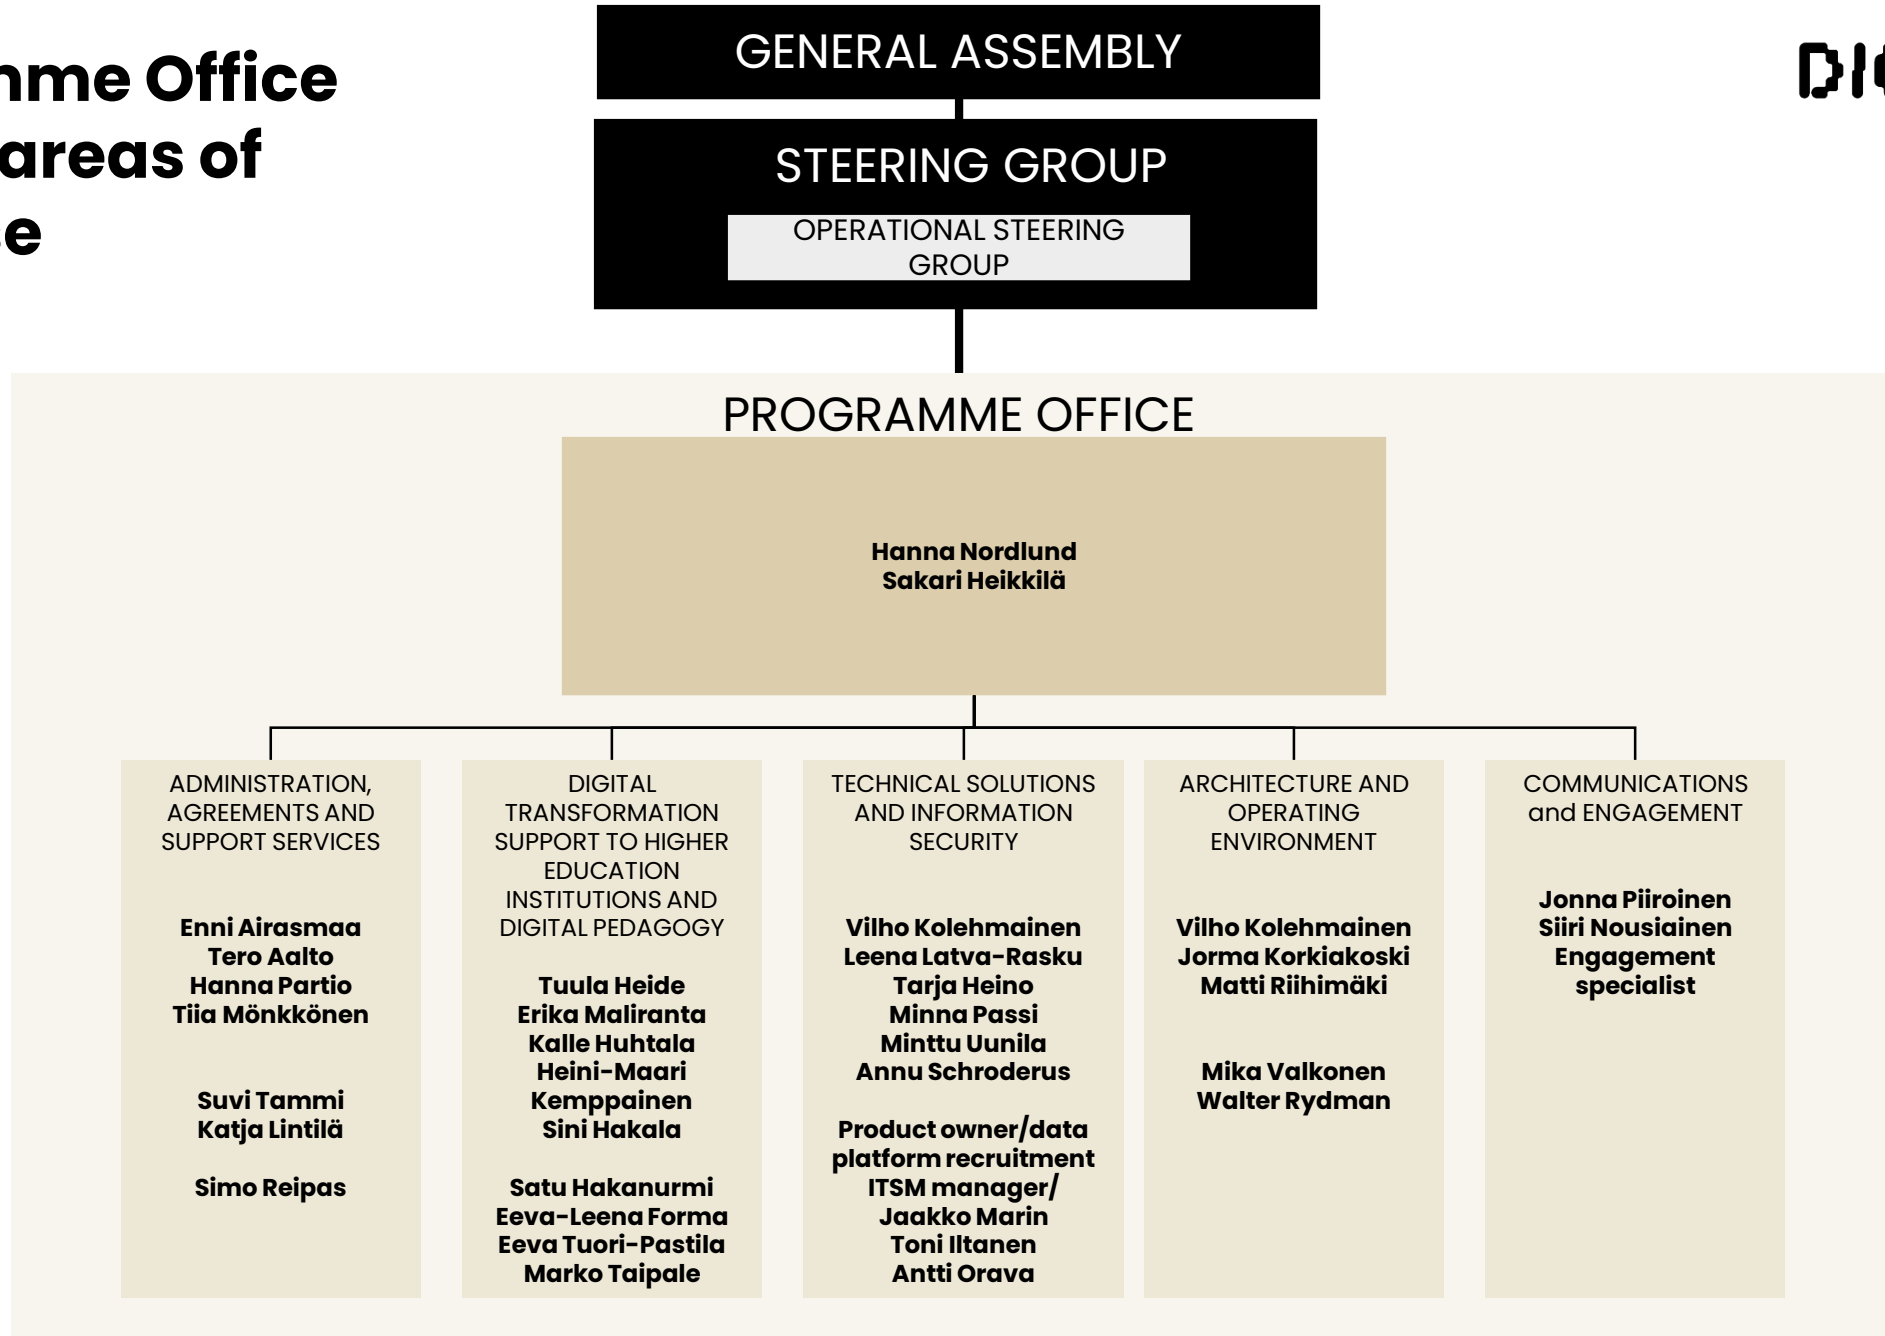 GENERAL ASSEMBLY
mme Office
areas of
e
STEERING GROUP
OPERATIONAL STEERING
GROUP
PROGRAMME OFFICE
Hanna Nordlund
Sakari Heikkilä
ADMINISTRATION,
AGREEMENTS AND
SUPPORT SERVICES
Enni Airasmaa
Tero Aalto
Hanna Partio
Tiia Mönkkönen
Suvi Tammi
Katja Lintilä
Simo Reipas
DIGITAL
TRANSFORMATION
SUPPORT TO HIGHER
EDUCATION
INSTITUTIONS AND
DIGITAL PEDAGOGY
Tuula Heide
Erika Maliranta
Kalle Huhtala
Heini-Maari
Kemppainen
Sini Hakala
Satu Hakanurmi
Eeva-Leena Forma
Eeva Tuori-Pastila
Marko Taipale
TECHNICAL SOLUTIONS
AND INFORMATION
SECURITY
Vilho Kolehmainen
Leena Latva-Rasku
Tarja Heino
Minna Passi
Minttu Uunila
Annu Schroderus
Product owner/data
platform recruitment
ITSM manager/
Jaakko Marin
Toni Iltanen
Antti Orava
ARCHITECTURE AND
OPERATING
ENVIRONMENT
Vilho Kolehmainen
Jorma Korkiakoski
Matti Riihimäki
Mika Valkonen
Walter Rydman
COMMUNICATIONS
and ENGAGEMENT
Jonna Piiroinen
Siiri Nousiainen
Engagement
specialist